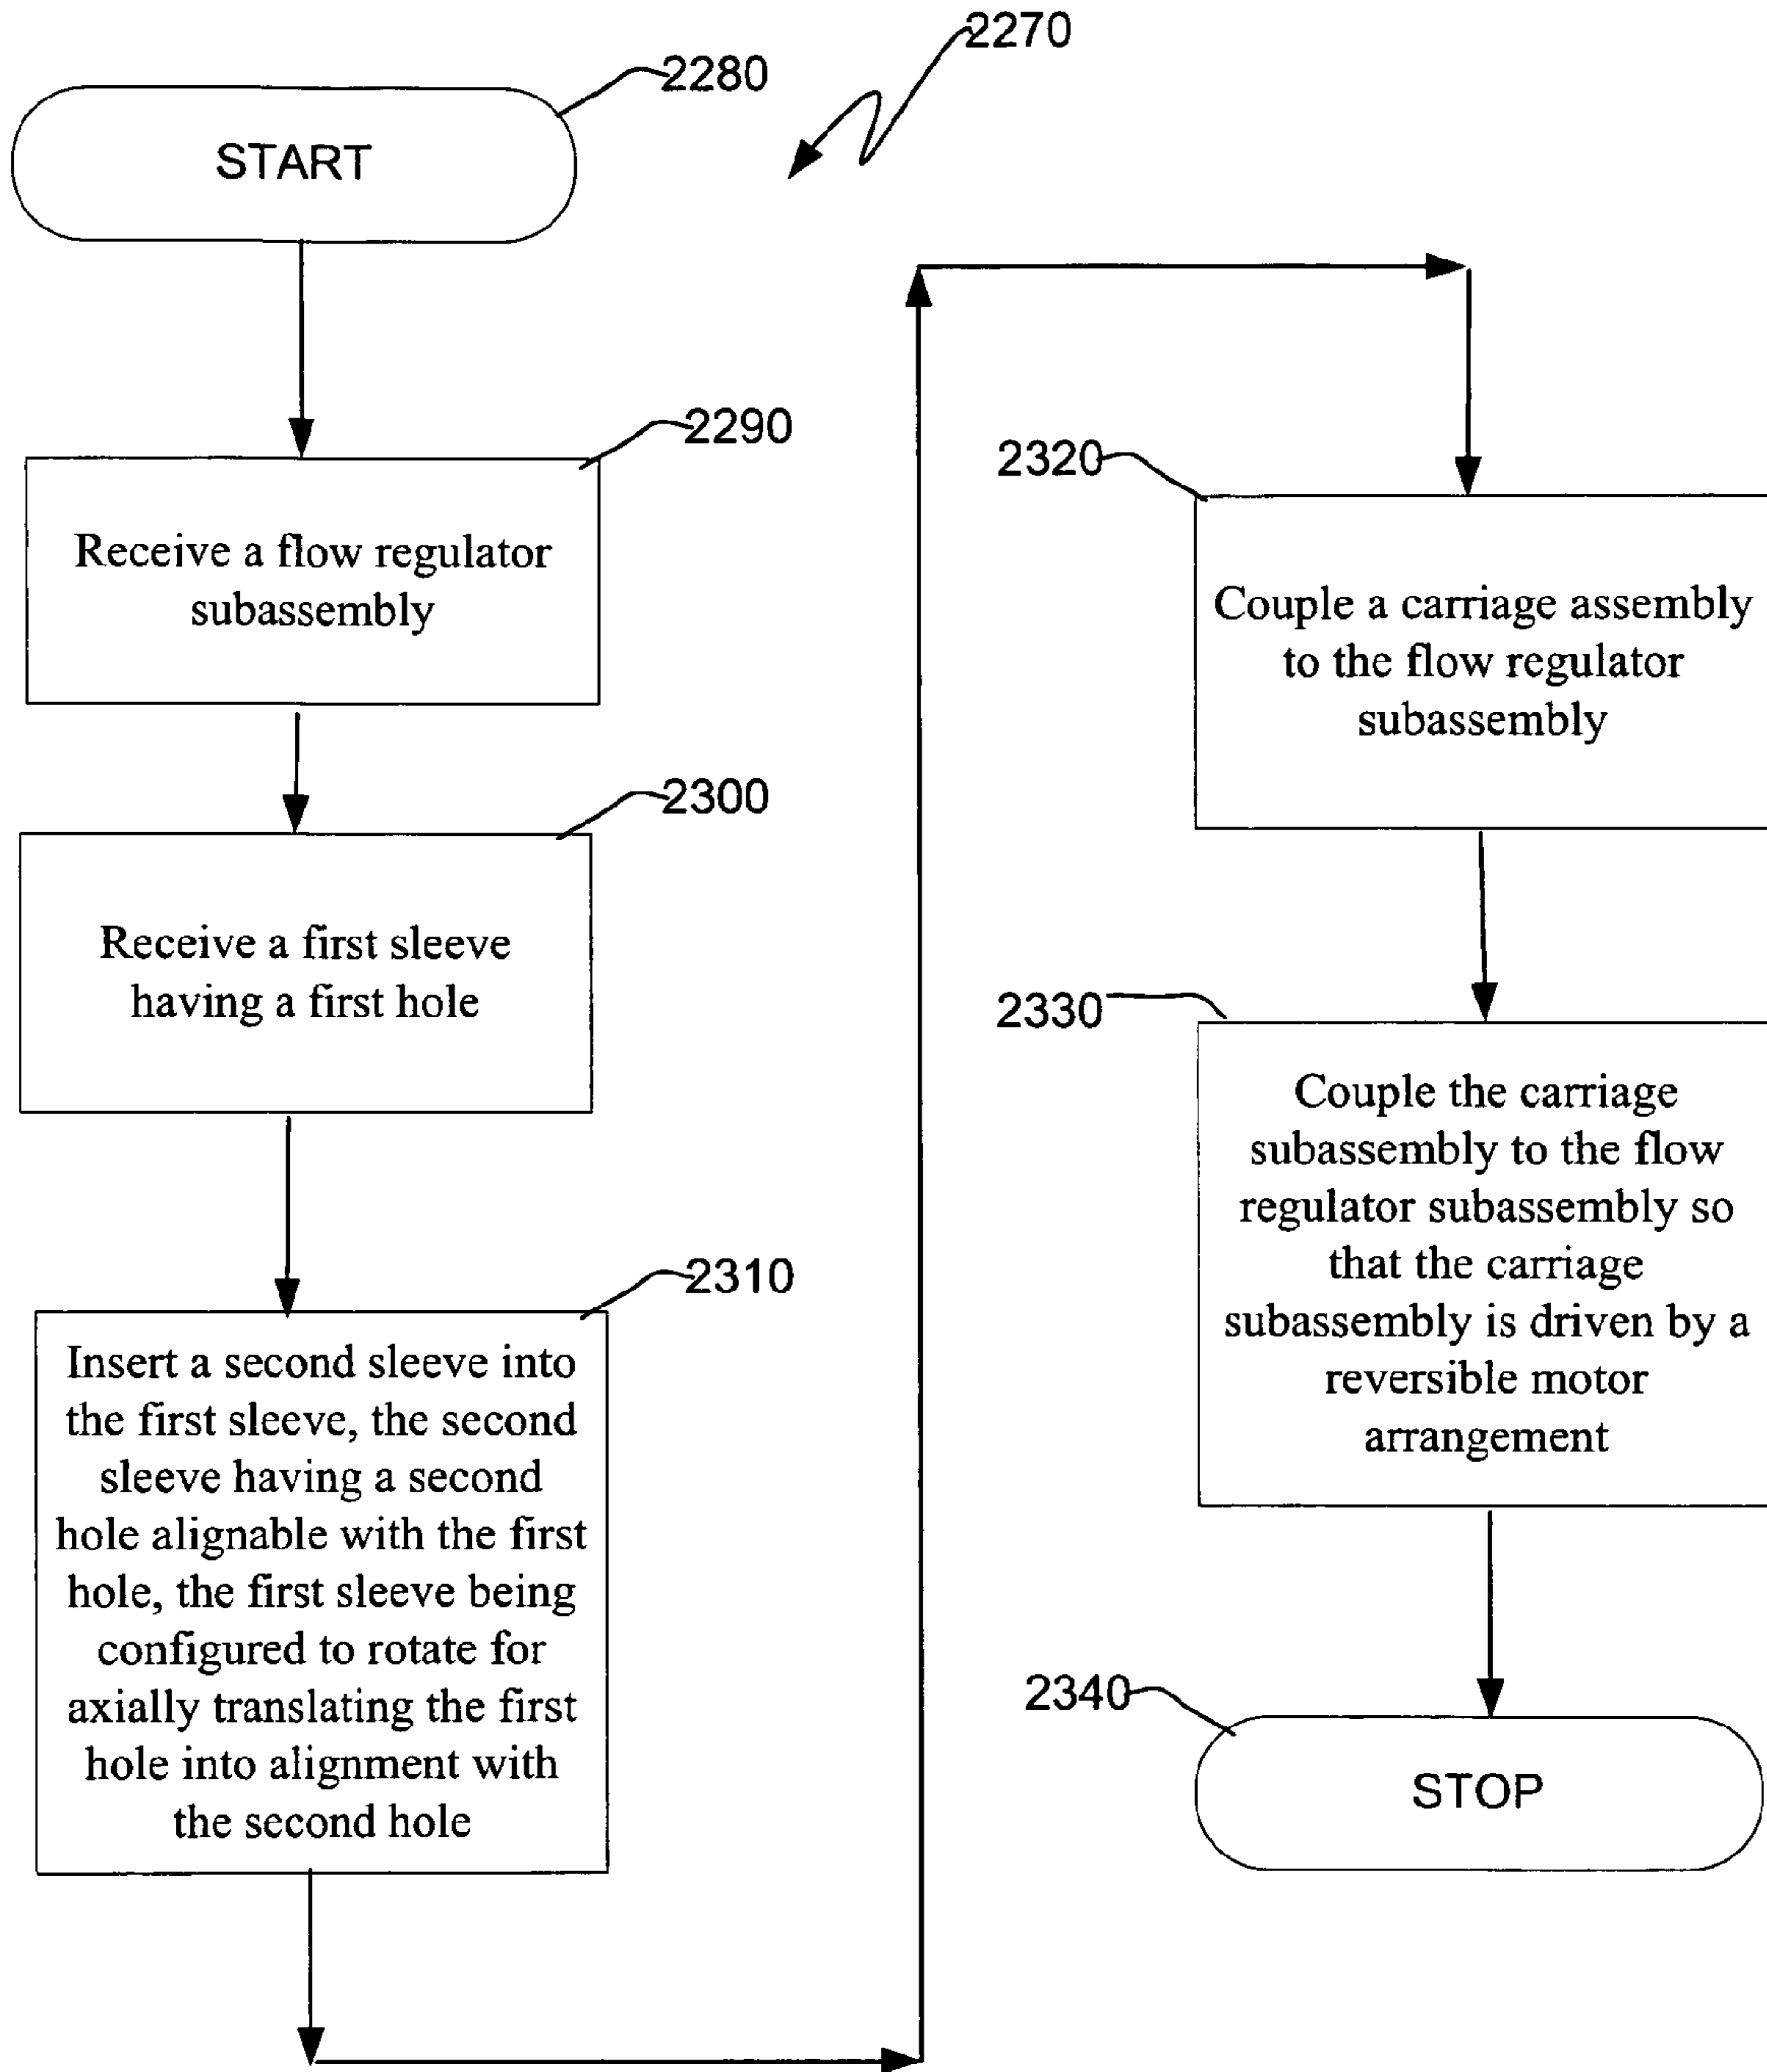 2270
2280
START
2290
Receive a flow regulator
subassembly
2300
Receive a first sleeve
having a first hole
2310
Insert a second sleeve into
the first sleeve, the second
sleeve having a second
hole alignable with the first
hole, the first sleeve being
configured to rotate for
axially translating the first
hole into alignment with
the second hole
2320
Couple a carriage assembly
to the flow regulator
subassembly
2330
Couple the carriage
subassembly to the flow
regulator subassembly so
that the carriage
subassembly is driven by a
reversible motor
arrangement
2340
STOP